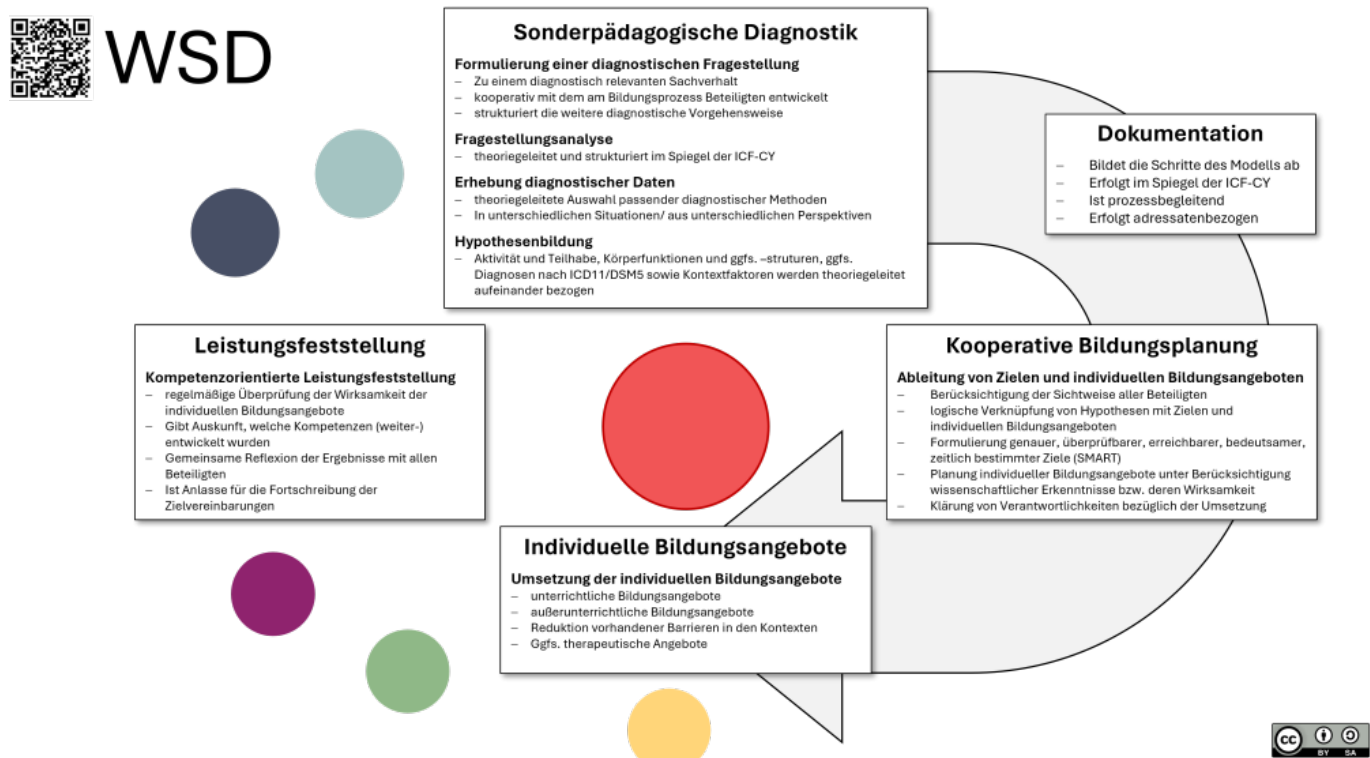 WSD
Sonderpädagogische Diagnostik
Formulierung einer diagnostischen Fragestellung
– Zu einem diagnostisch relevanten Sachverhalt
– kooperativ mit dem am Bildungsprozess Beteiligten entwickelt
– strukturiert die weitere diagnostische Vorgehensweise
Fragestellungsanalyse
– theoriegeleitet und strukturiert im Spiegel der ICF-CY
Erhebung diagnostischer Daten
– theoriegeleitete Auswahl passender diagnostischer Methoden
– In unterschiedlichen Situationen/ aus unterschiedlichen Perspektiven
Hypothesenbildung
– Aktivität und Teilhabe, Körperfunktionen und ggfs. –struturen, ggfs.
Diagnosen nach ICD11/DSM5 sowie Kontextfaktoren werden theoriegeleitet
aufeinander bezogen
Dokumentation
– Bildet die Schritte des Modells ab
– Erfolgt im Spiegel der ICF-CY
– Ist prozessbegleitend
– Erfolgt adressatenbezogen
Leistungsfeststellung
Kompetenzorientierte Leistungsfeststellung
– regelmäßige Überprüfung der Wirksamkeit der
individuellen Bildungsangebote
– Gibt Auskunft, welche Kompetenzen (weiter-)
entwickelt wurden
– Gemeinsame Reflexion der Ergebnisse mit allen
Beteiligten
– Ist Anlasse für die Fortschreibung der
Zielvereinbarungen
Kooperative Bildungsplanung
Ableitung von Zielen und individuellen Bildungsangeboten
– Berücksichtigung der Sichtweise aller Beteiligten
– logische Verknüpfung von Hypothesen mit Zielen und
individuellen Bildungsangeboten
– Formulierung genauer, überprüfbarer, erreichbarer, bedeutsamer,
zeitlich bestimmter Ziele (SMART)
– Planung individueller Bildungsangebote unter Berücksichtigung
wissenschaftlicher Erkenntnisse bzw. deren Wirksamkeit
– Klärung von Verantwortlichkeiten bezüglich der Umsetzung
Individuelle Bildungsangebote
Umsetzung der individuellen Bildungsangebote
– unterrichtliche Bildungsangebote
– außerunterrichtliche Bildungsangebote
– Reduktion vorhandener Barrieren in den Kontexten
– Ggfs. therapeutische Angebote
cc
BY SA